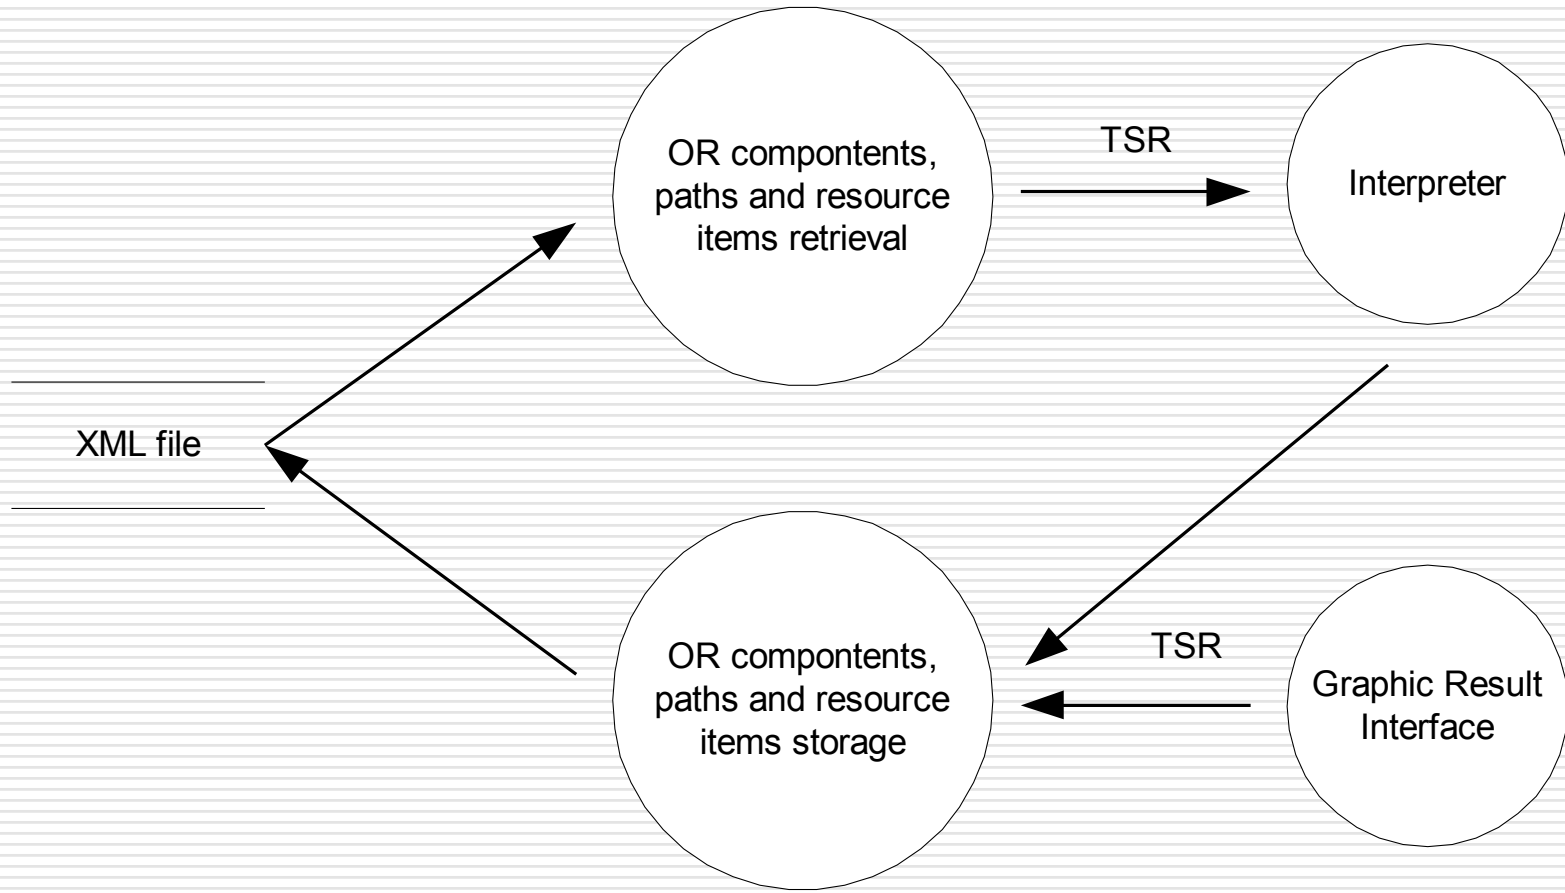 OR compontents,
paths and resource
items retrieval
TSR
Interpreter
XML file
OR compontents,
paths and resource
items storage
TSR
Graphic Result
Interface